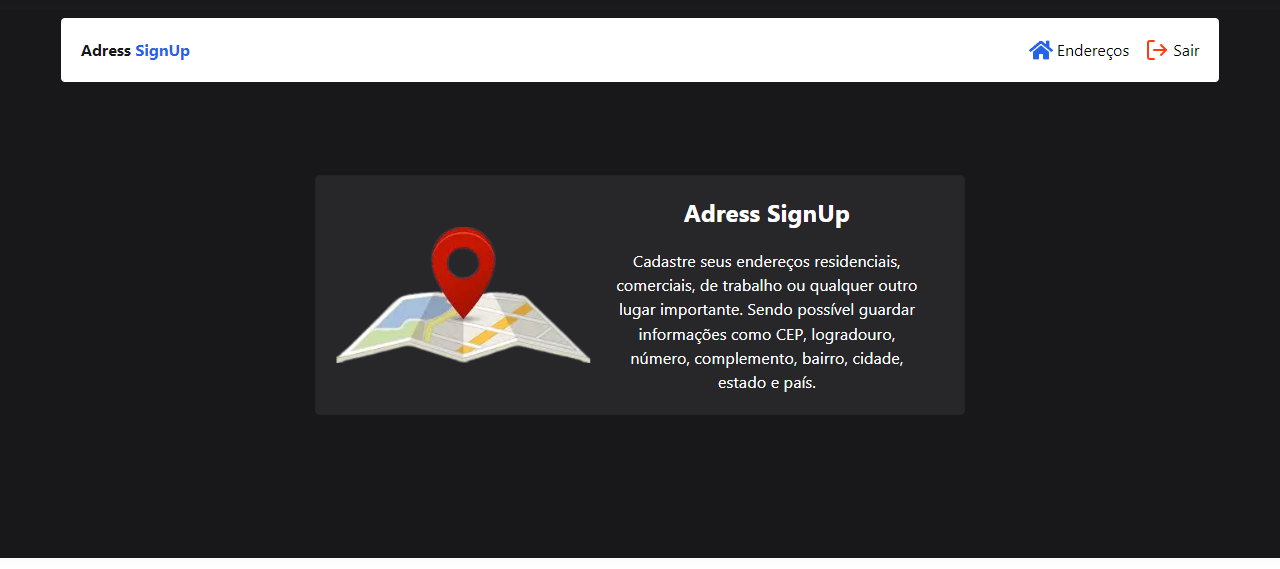 Adress SignUp
Endereços
Sair
Adress SignUp
Cadastre seus endereços residenciais,
comerciais, de trabalho ou qualquer outro
lugar importante. Sendo possível guardar
informações como CEP, logradouro,
número, complemento, bairro, cidade,
estado e país.